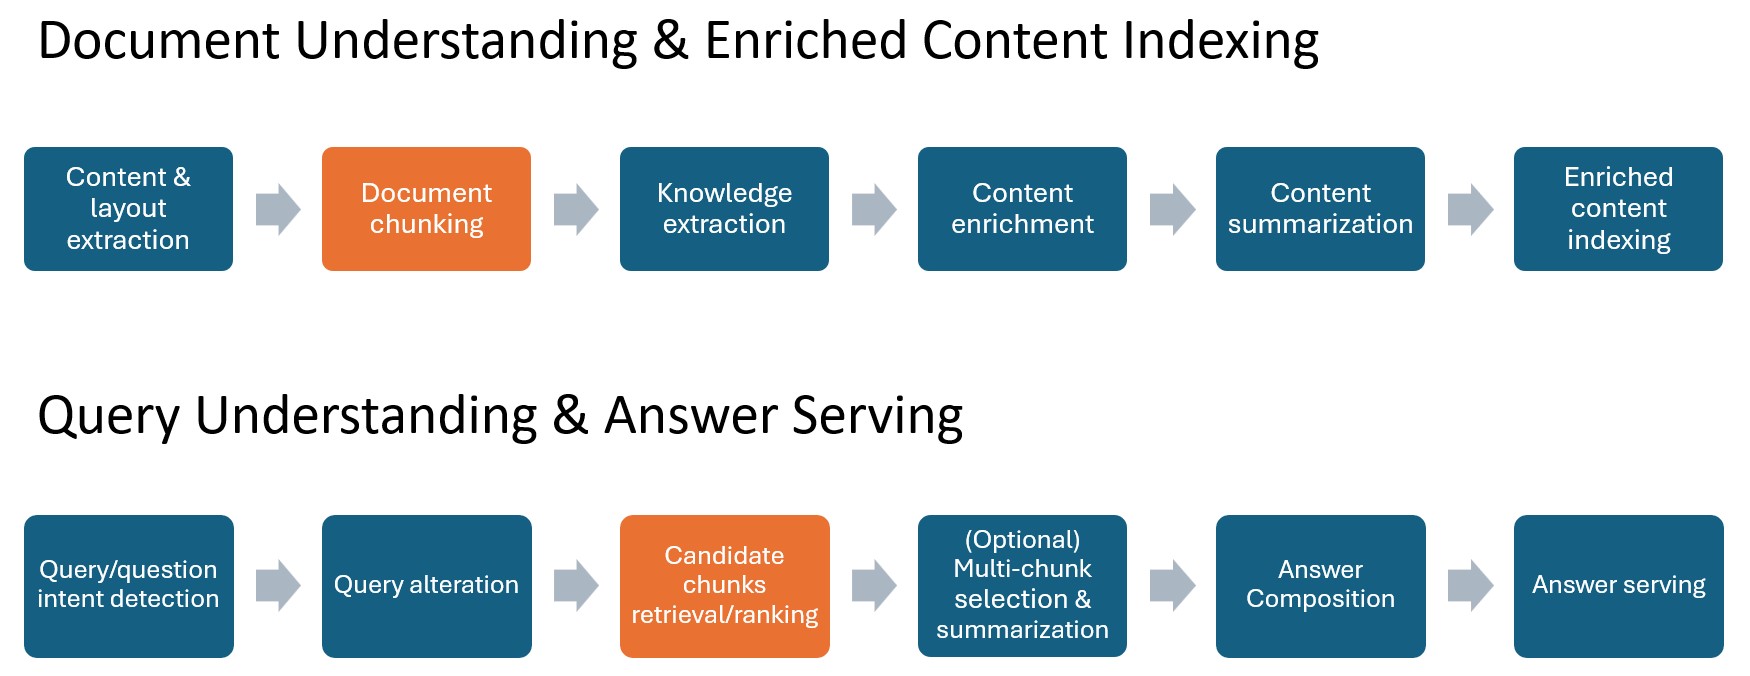 Document Understanding & Enriched Content Indexing
Content &
layout
extraction
Document
chunking
Knowledge
extraction
Content
enrichment
Content
summarization
Enriched
content
indexing
Query Understanding & Answer Serving
Query/question
intent detection
Query alteration
Candidate
chunks
retrieval/ranking
(Optional)
Multi-chunk
selection &
summarization
Answer
Composition
Answer serving